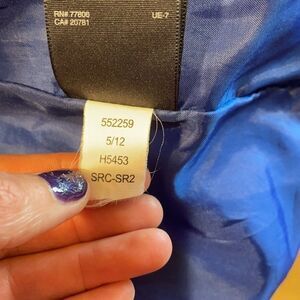 RN# 77806
CA# 20781
UE-7
552259
5/12
H5453
SRC-SR2